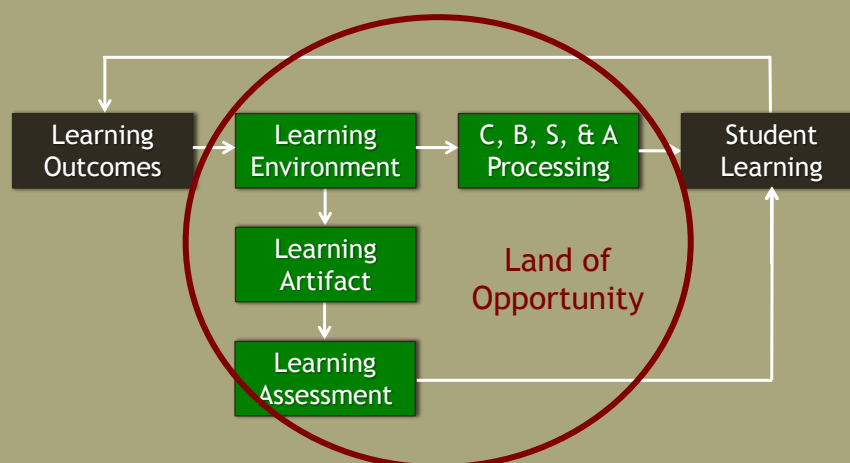 Learning
Outcomes
Learning
Environment
C, B, S, & A
Processing
Student
Learning
Learning
Artifact
Land of
Opportunity
Learning
Assessment